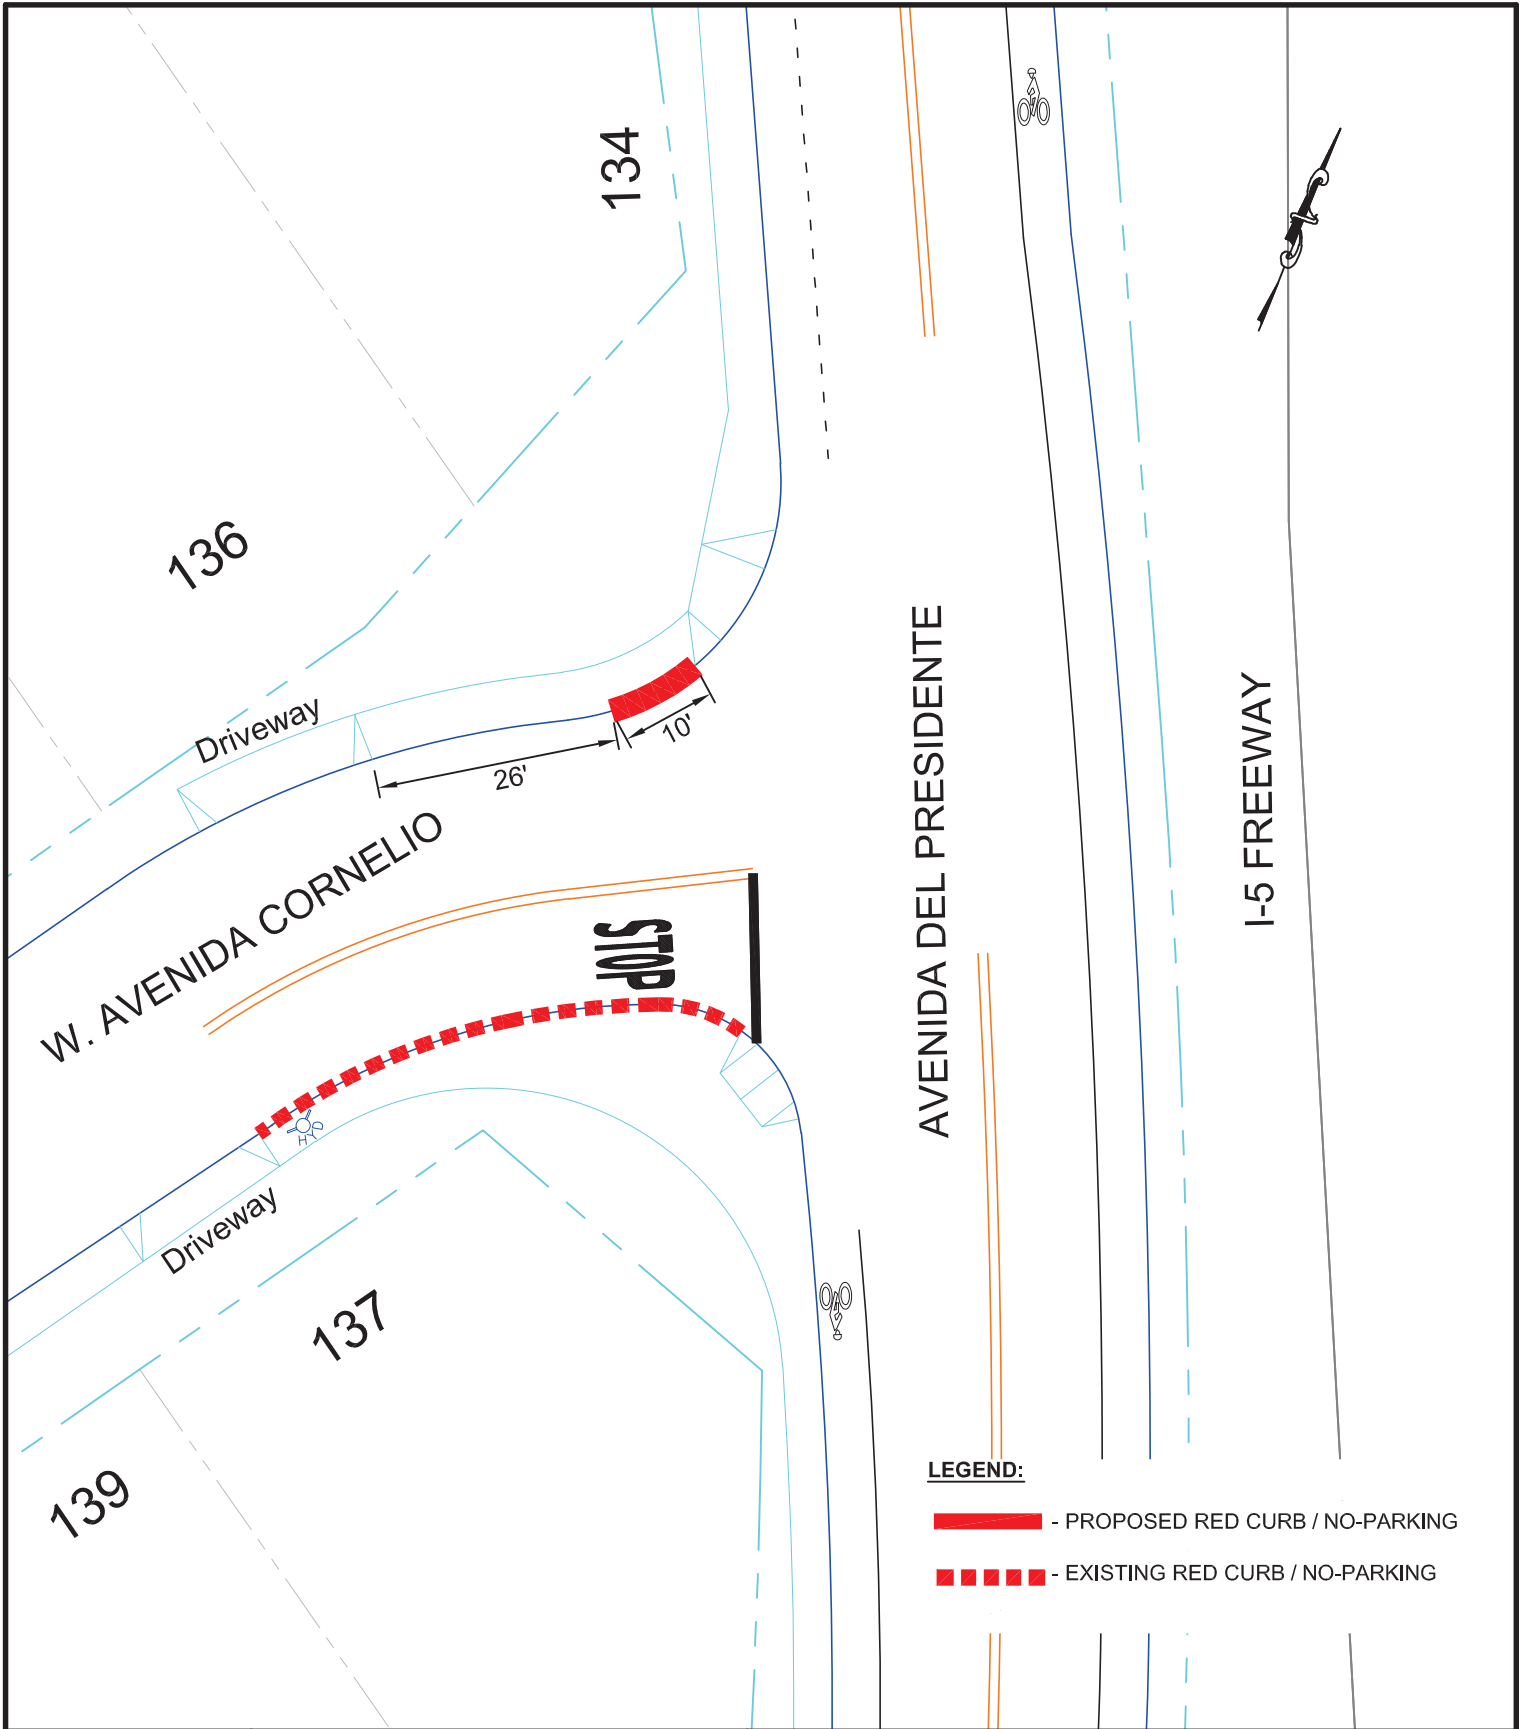 134
136
Driveway
10'
26'
W. AVENIDA CORNELIO
AVENIDA DEL PRESIDENTE
I-5 FREEWAY
STOP
HYD
Driveway
137
139
LEGEND:
- PROPOSED RED CURB / NO-PARKING
- EXISTING RED CURB / NO-PARKING